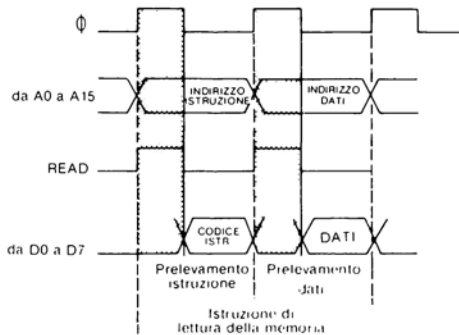 ϕ
da A0 a A15
INDIRIZZO
ISTRUZIONE
INDIRIZZO
DATI
READ
da D0 a D7
CODICE
ISTR
DATI
Prelevamento
istruzione
Prelevamento
dati
Istruzione di
lettura della memoria